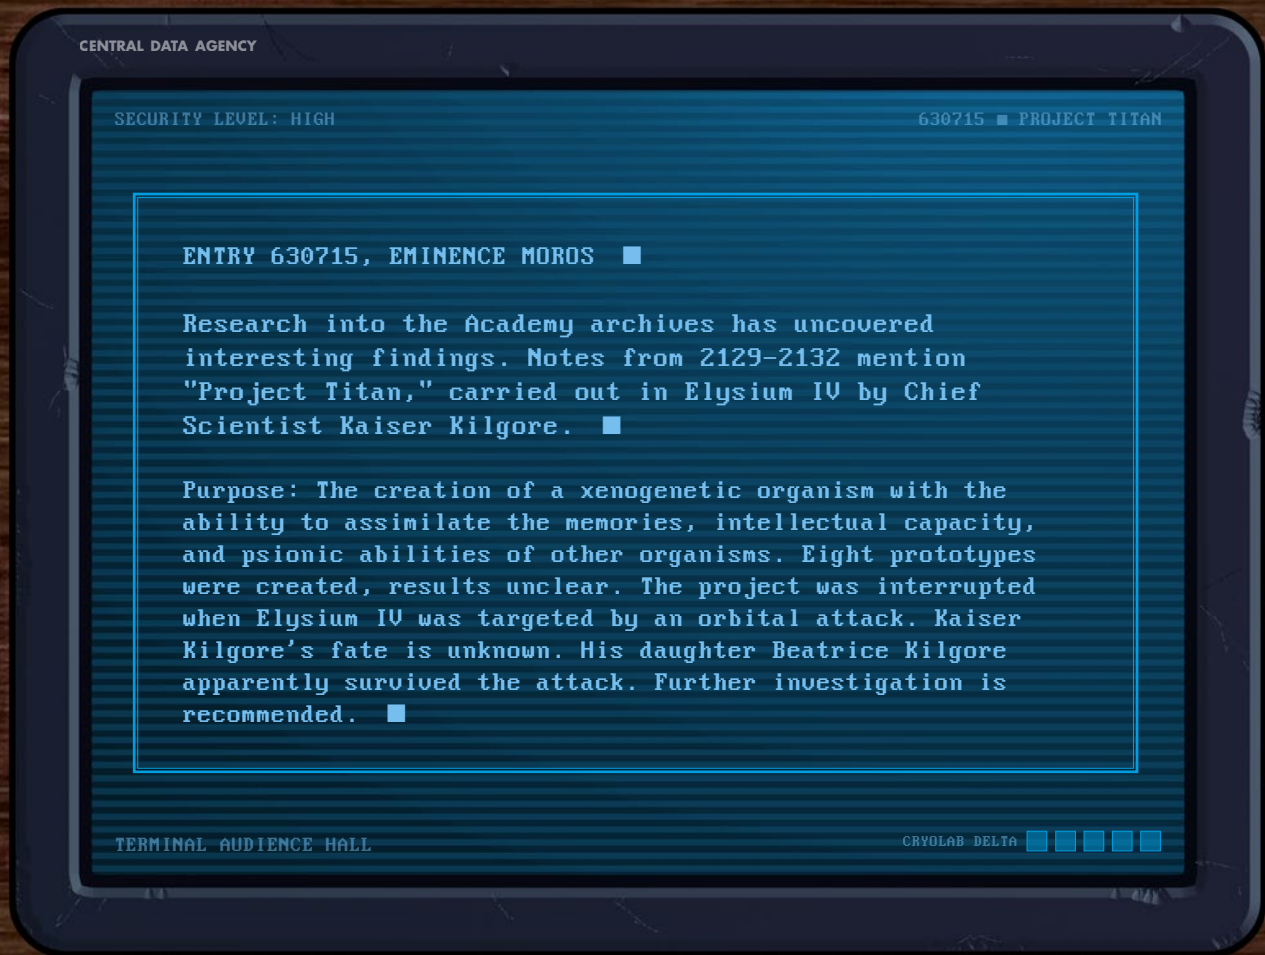 CENTRAL DATA AGENCY
SECURITY LEVEL: HIGH
630715 ■ PROJECT TITAN
ENTRY 630715, EMINENCE MOROS ■
Research into the Academy archives has uncovered
interesting findings. Notes from 2129-2132 mention
"Project Titan," carried out in Elysium IV by Chief
Scientist Kaiser Kilgore. ■
Purpose: The creation of a xenogenetic organism with the
ability to assimilate the memories, intellectual capacity,
and psionic abilities of other organisms. Eight prototypes
were created, results unclear. The project was interrupted
when Elysium IV was targeted by an orbital attack. Kaiser
Kilgore's fate is unknown. His daughter Beatrice Kilgore
apparently survived the attack. Further investigation is
recommended. ■
TERMINAL AUDIENCE HALL
CRYOLAB DELTA